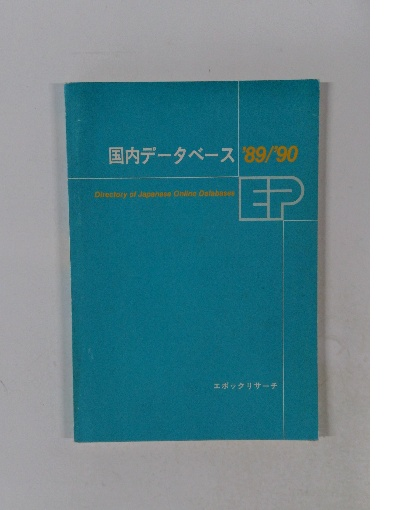 国内データベース '89/'90
Directory of Japanese Online Databases
EP
エポックリサーチ